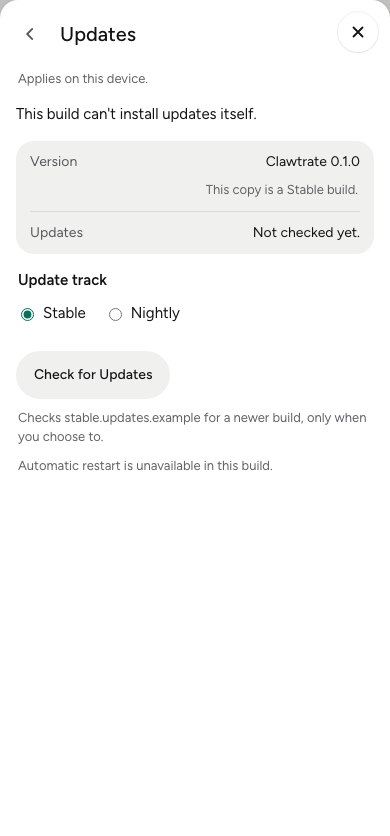 Updates
Applies on this device.
This build can't install updates itself.
Version
Clawtrate 0.1.0
This copy is a Stable build.
Updates
Not checked yet.
Update track
Stable
Nightly
Check for Updates
Checks stable.updates.example for a newer build, only when
you choose to.
Automatic restart is unavailable in this build.